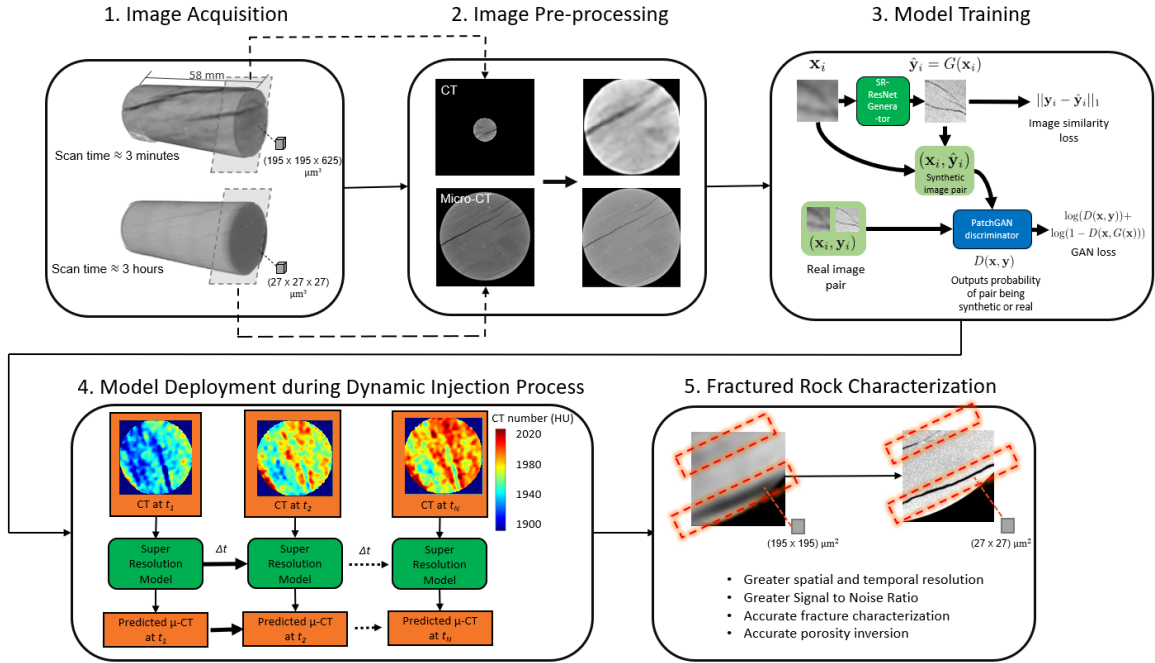 1. Image Acquisition
58 mm
Scan time ≈ 3 minutes
(195 x 195 x 625)
µm³
Scan time ≈ 3 hours
(27 x 27 x 27)
µm³
2. Image Pre-processing
CT
Micro-CT
3. Model Training
𝐱ᵢ
ŷᵢ = G(𝐱ᵢ)
SR-
ResNet
Genera
-tor
||𝐲ᵢ − ŷᵢ||₁
Image similarity
loss
(𝐱ᵢ, ŷᵢ)
Synthetic
image pair
(𝐱ᵢ, 𝐲ᵢ)
Real image
pair
PatchGAN
discriminator
D(𝐱, 𝐲)
Outputs probability
of pair being
synthetic or real
log(D(𝐱, 𝐲))+
log(1 − D(𝐱, G(𝐱)))
GAN loss
4. Model Deployment during Dynamic Injection Process
CT number (HU)
2020
1980
1940
1900
CT at t₁
CT at t₂
CT at t_N
Super
Resolution
Model
Δt
Super
Resolution
Model
Δt
Super
Resolution
Model
Predicted µ-CT
at t₁
Predicted µ-CT
at t₂
Predicted µ-CT
at t_N
5. Fractured Rock Characterization
(195 x 195) µm²
(27 x 27) µm²
• Greater spatial and temporal resolution
• Greater Signal to Noise Ratio
• Accurate fracture characterization
• Accurate porosity inversion